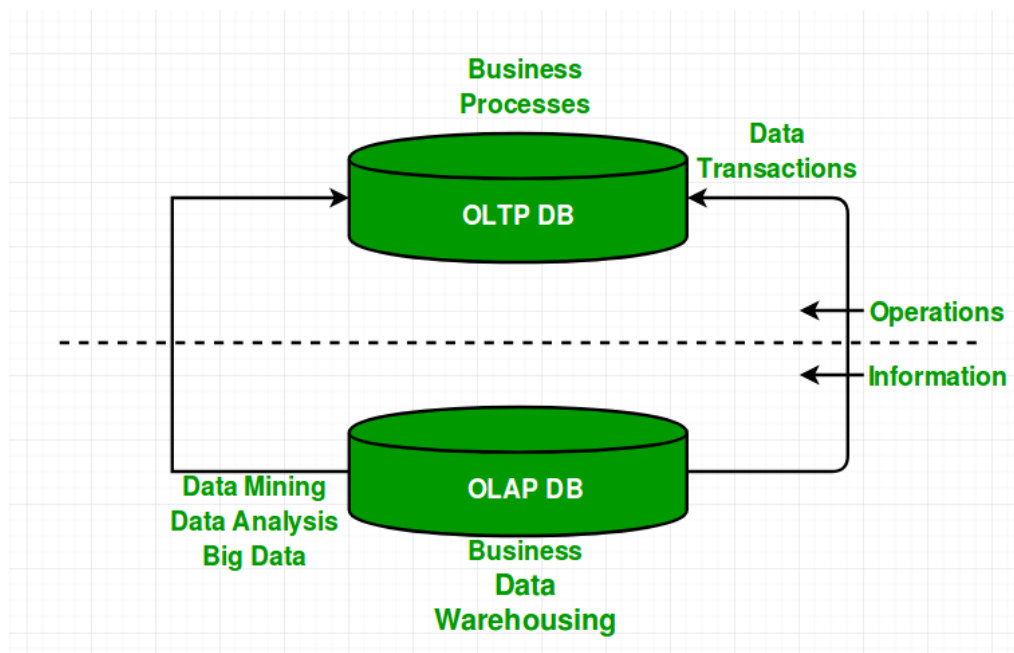 Business
Processes
Data
Transactions
OLTP DB
Operations
Information
OLAP DB
Data Mining
Data Analysis
Big Data
Business
Data
Warehousing